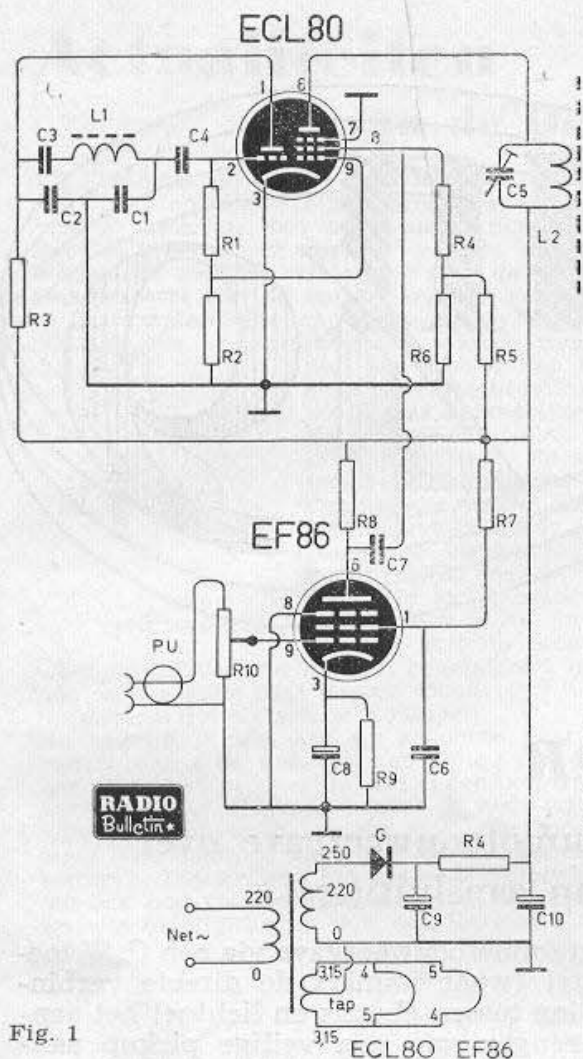 ECL80
1
6
7
8
L1
C3
C4
2
9
3
C5
C2
C1
R1
R4
L2
R3
R2
R6
R5
R8
R7
EF86
C7
6
8
1
PU
9
R10
3
C8
R9
C6
RADIO
Bulletin
250
G
R4
220
220
0
C9
C10
Net~
0
3,15
4
5
tap
5
4
3,15
Fig. 1
ECL80 EF86